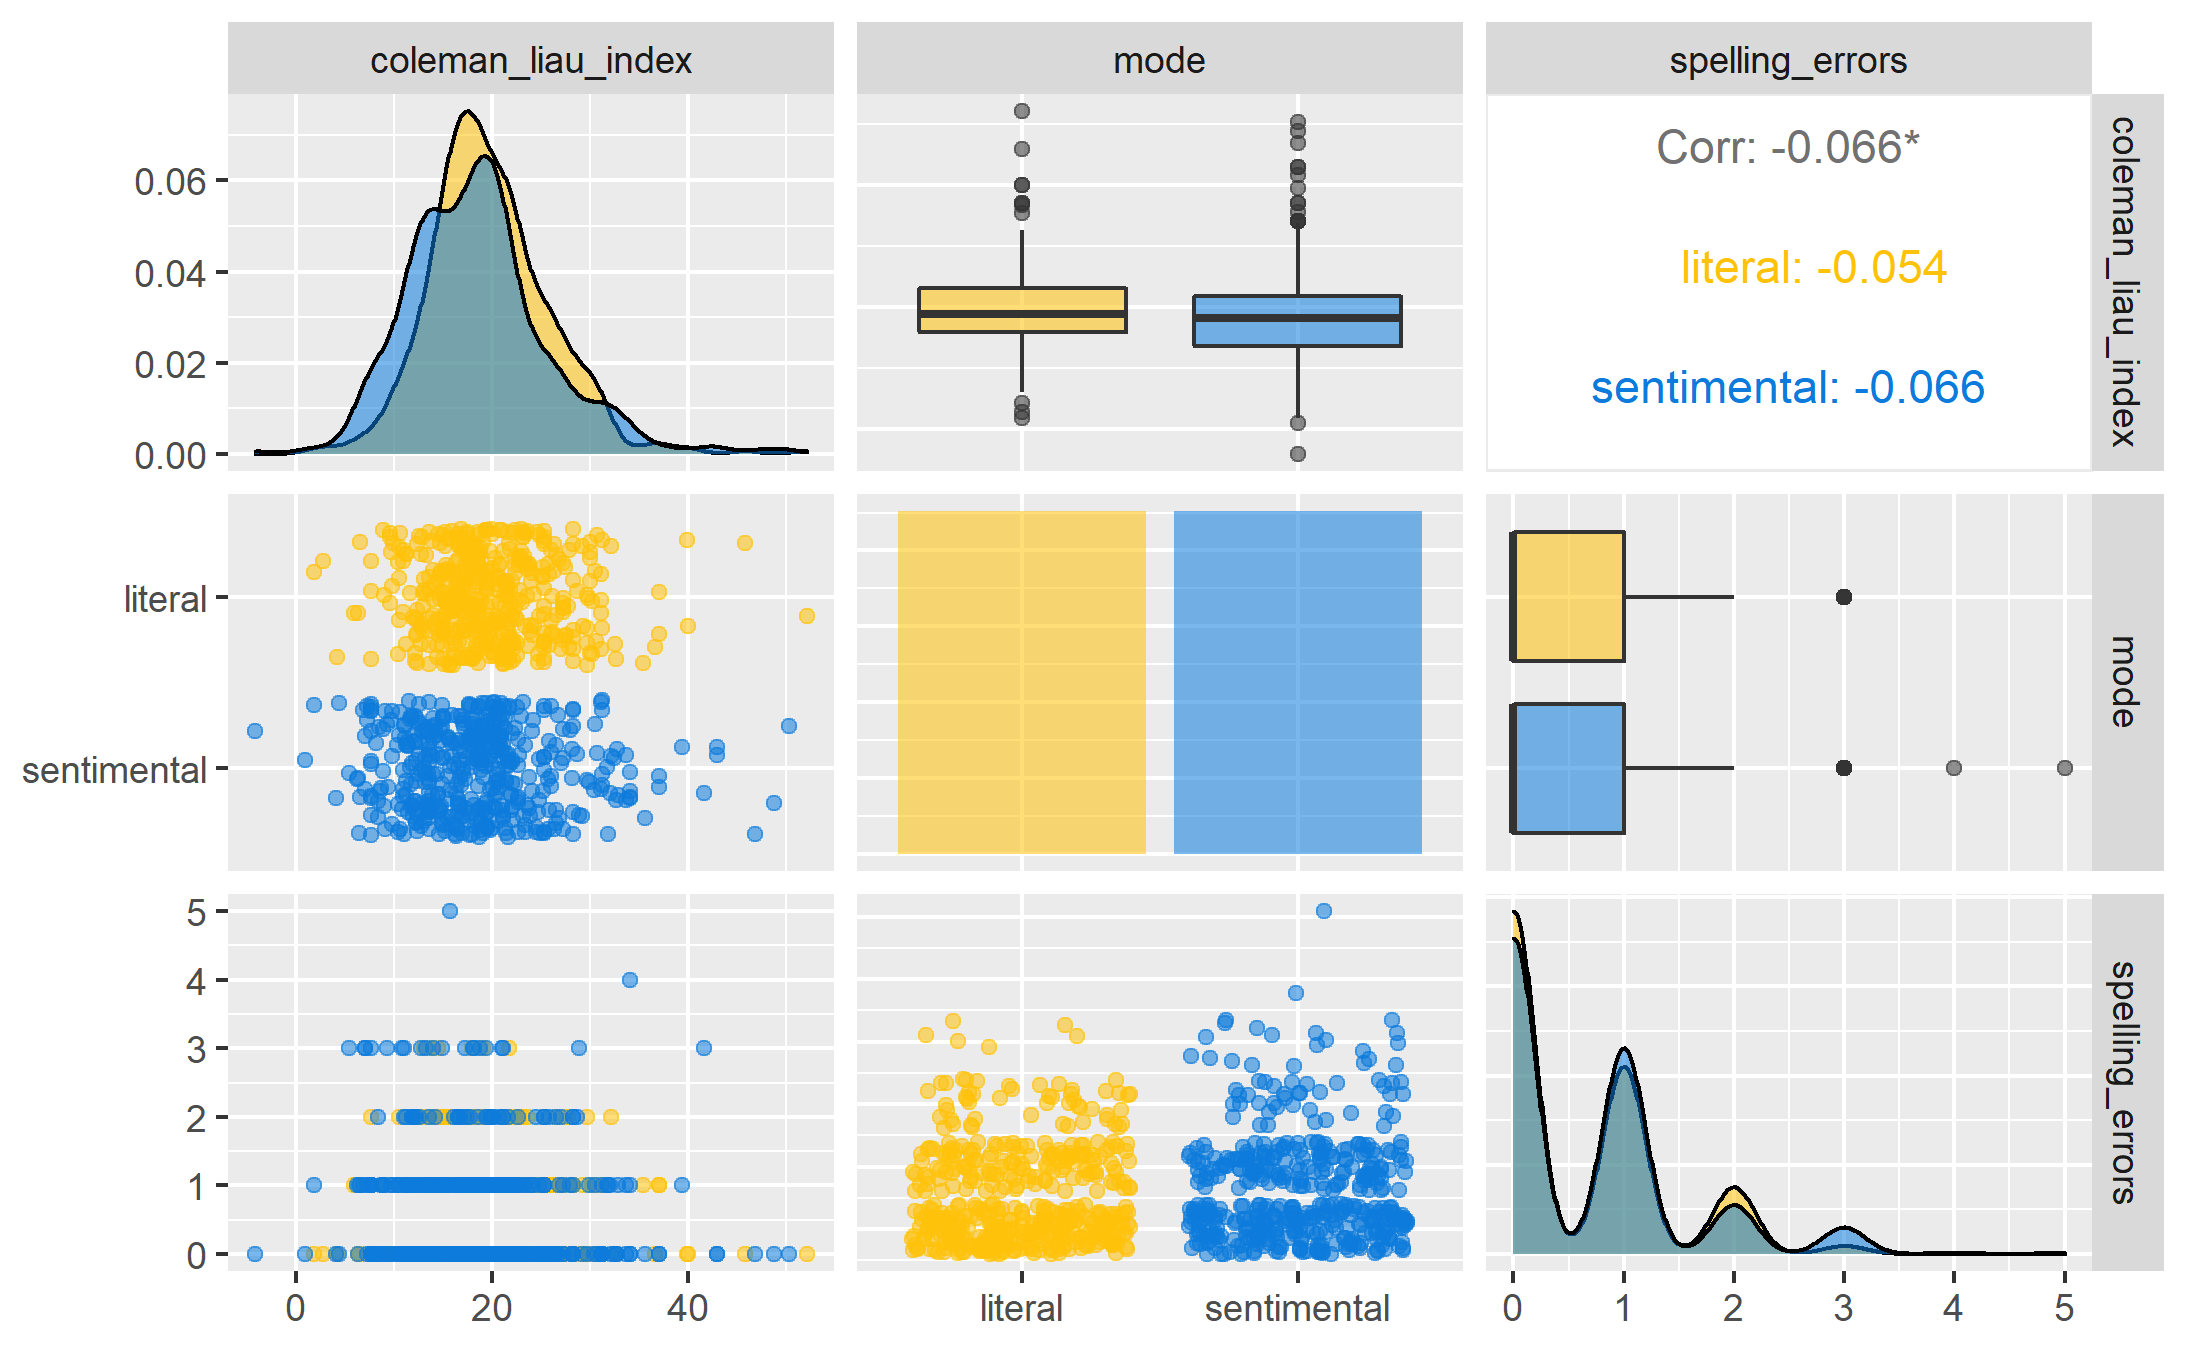 coleman_liau_index
mode
spelling_errors
0.06
0.04
0.02
0.00
Corr: -0.066*
literal: -0.054
sentimental: -0.066
coleman_liau_index
literal
sentimental
mode
5
4
3
2
1
0
spelling_errors
0 20 40
literal sentimental
0 1 2 3 4 5